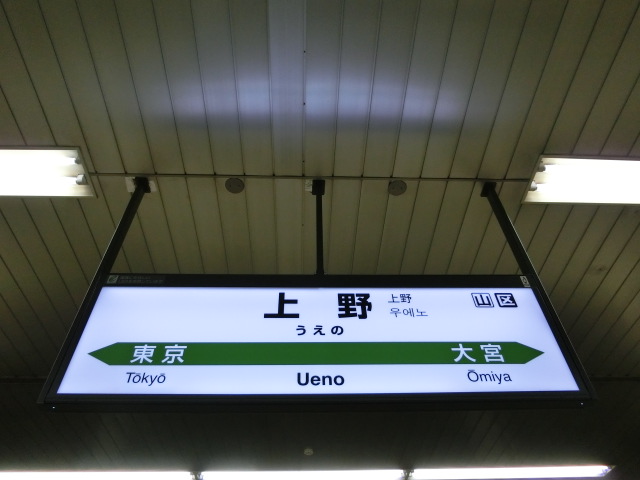 上野 上野 山 区
우에노
うえの
東京 大宮
Tōkyō Ueno Ōmiya